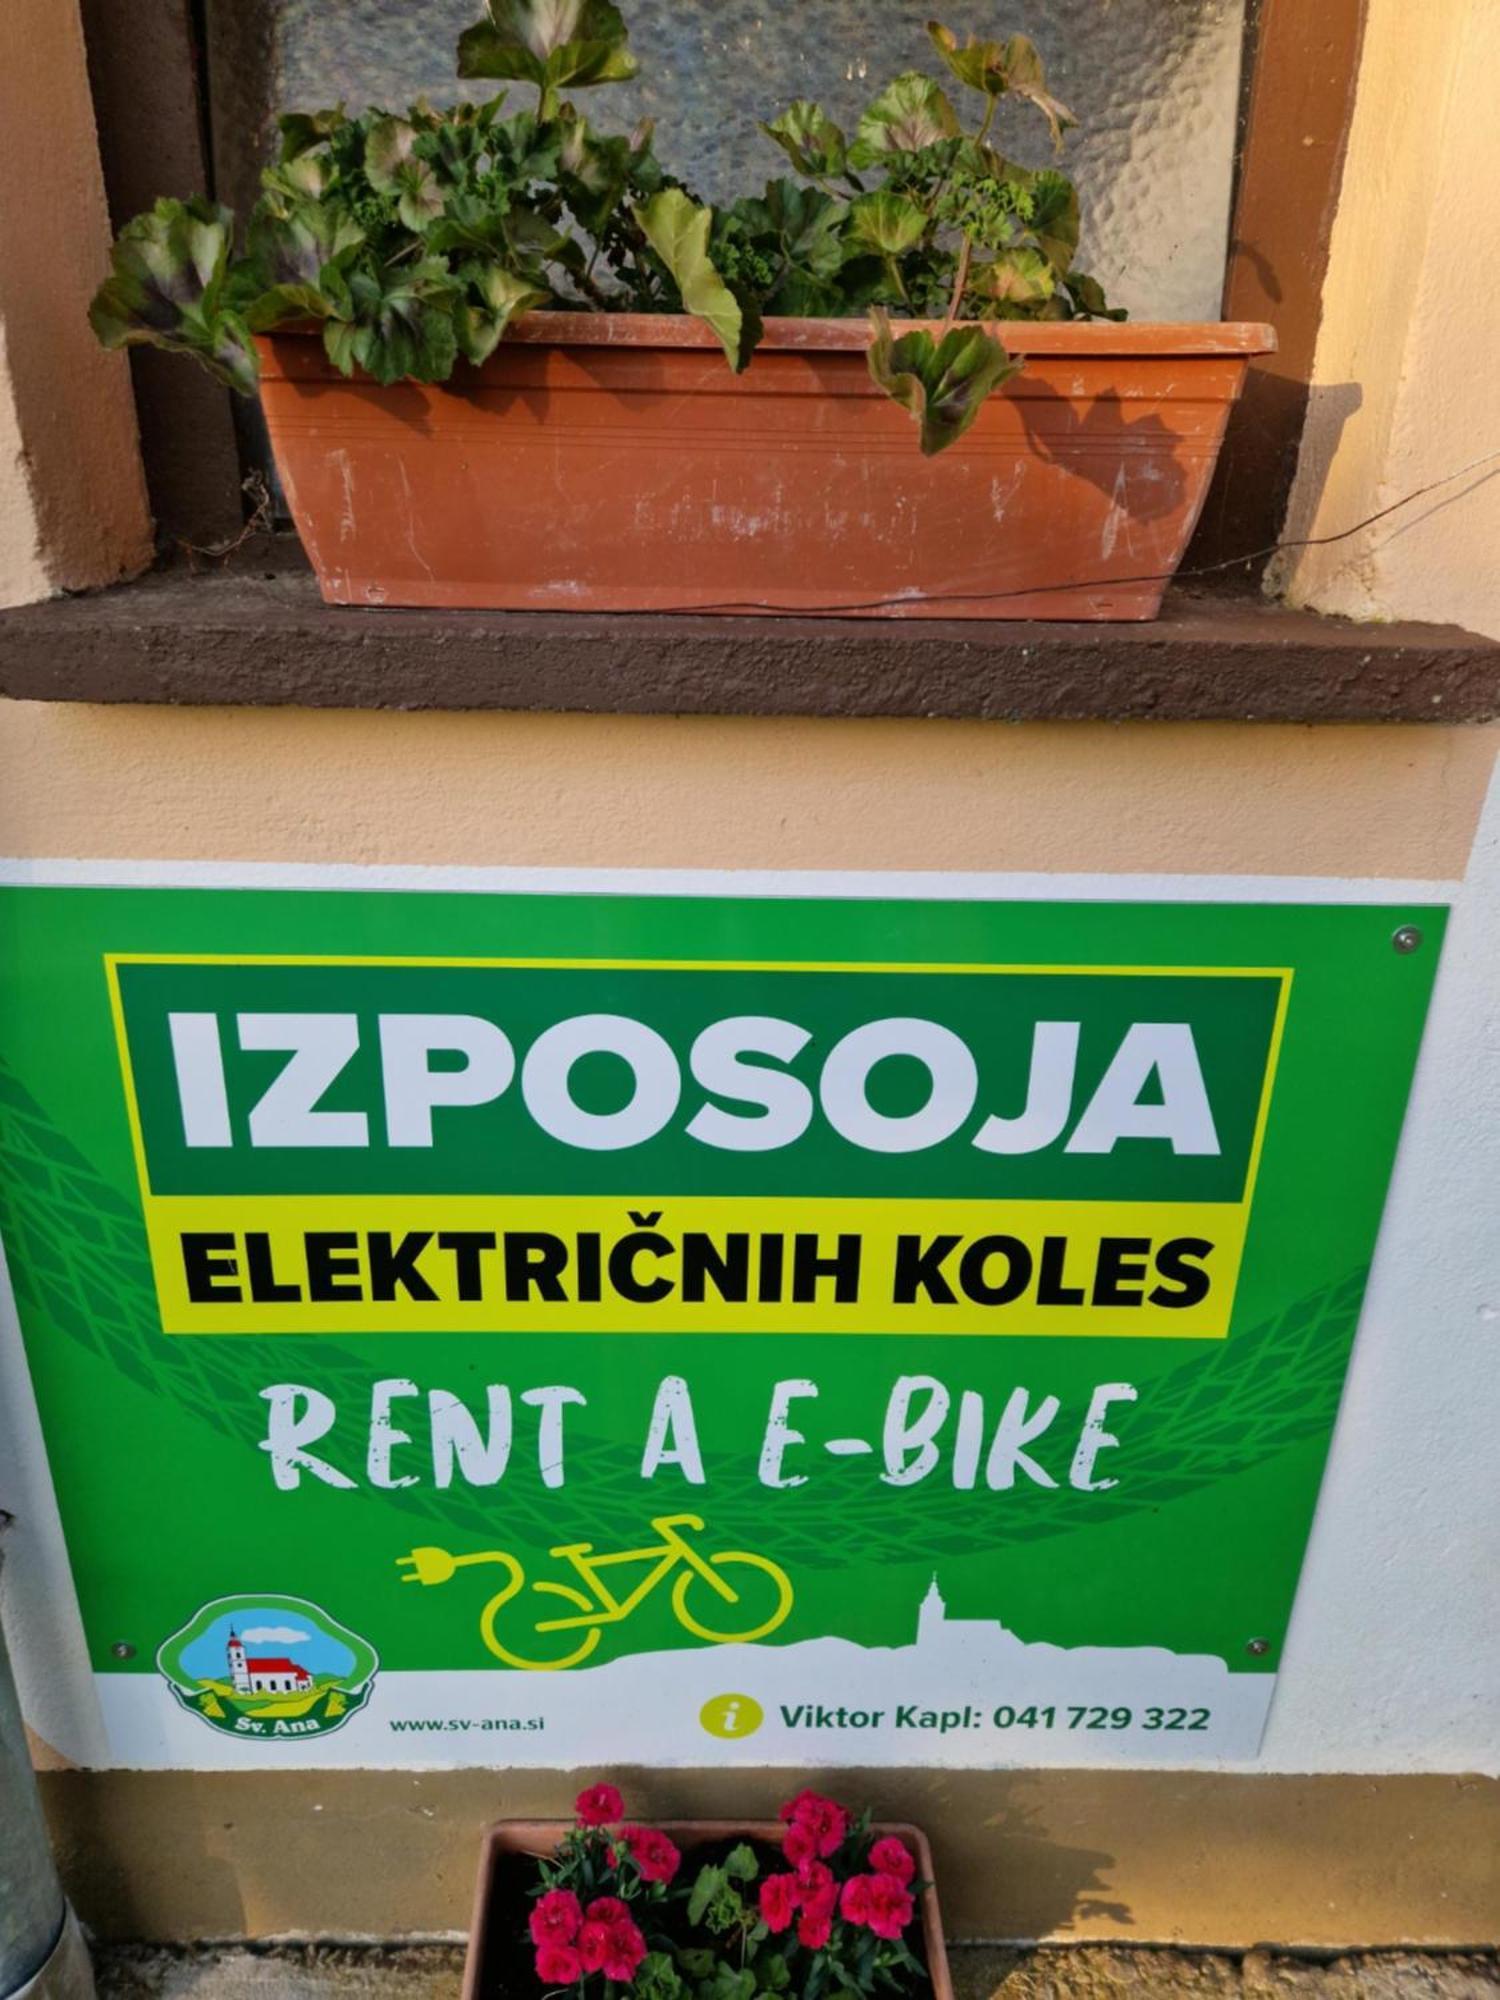 IZPOSOJA
ELEKTRIČNIH KOLES
RENT A E-BIKE
Sv. Ana
www.sv-ana.si
i Viktor Kapl: 041 729 322